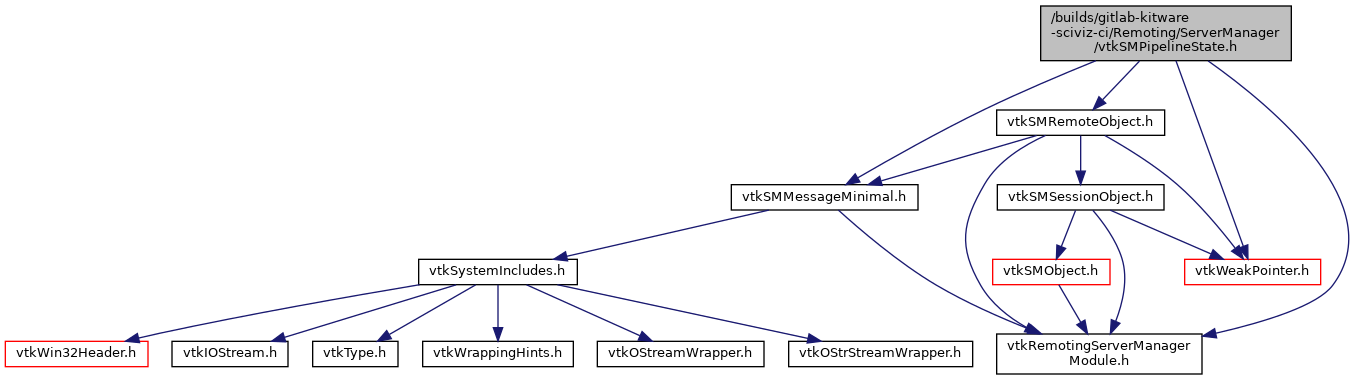 /builds/gitlab-kitware
-sciviz-ci/Remoting/ServerManager
/vtkSMPipelineState.h
vtkSMRemoteObject.h
vtkSMMessageMinimal.h
vtkSMSessionObject.h
vtkSystemIncludes.h
vtkSMObject.h
vtkWeakPointer.h
vtkWin32Header.h
vtkIOStream.h
vtkType.h
vtkWrappingHints.h
vtkOStreamWrapper.h
vtkOStrStreamWrapper.h
vtkRemotingServerManager
Module.h